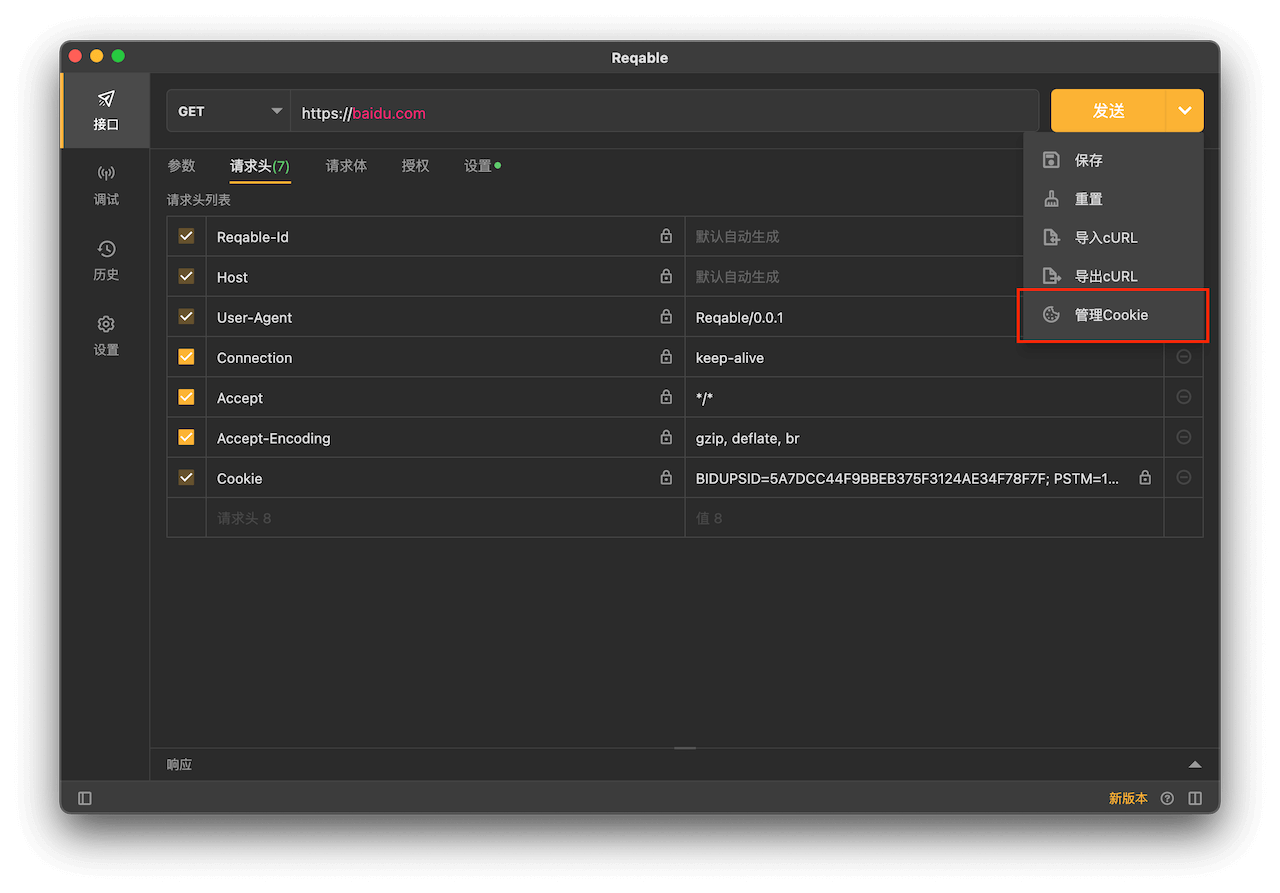 Reqable
接口
调试
历史
设置
GET
https://baidu.com
发送
保存
重置
导入cURL
导出cURL
管理Cookie
参数
请求头(7)
请求体
授权
设置
请求头列表
Reqable-Id 默认自动生成
Host 默认自动生成
User-Agent Reqable/0.0.1
Connection keep-alive
Accept */*
Accept-Encoding gzip, deflate, br
Cookie BIDUPSID=5A7DCC44F9BBEB375F3124AE34F78F7F; PSTM=1...
请求头 8 值 8
响应
新版本